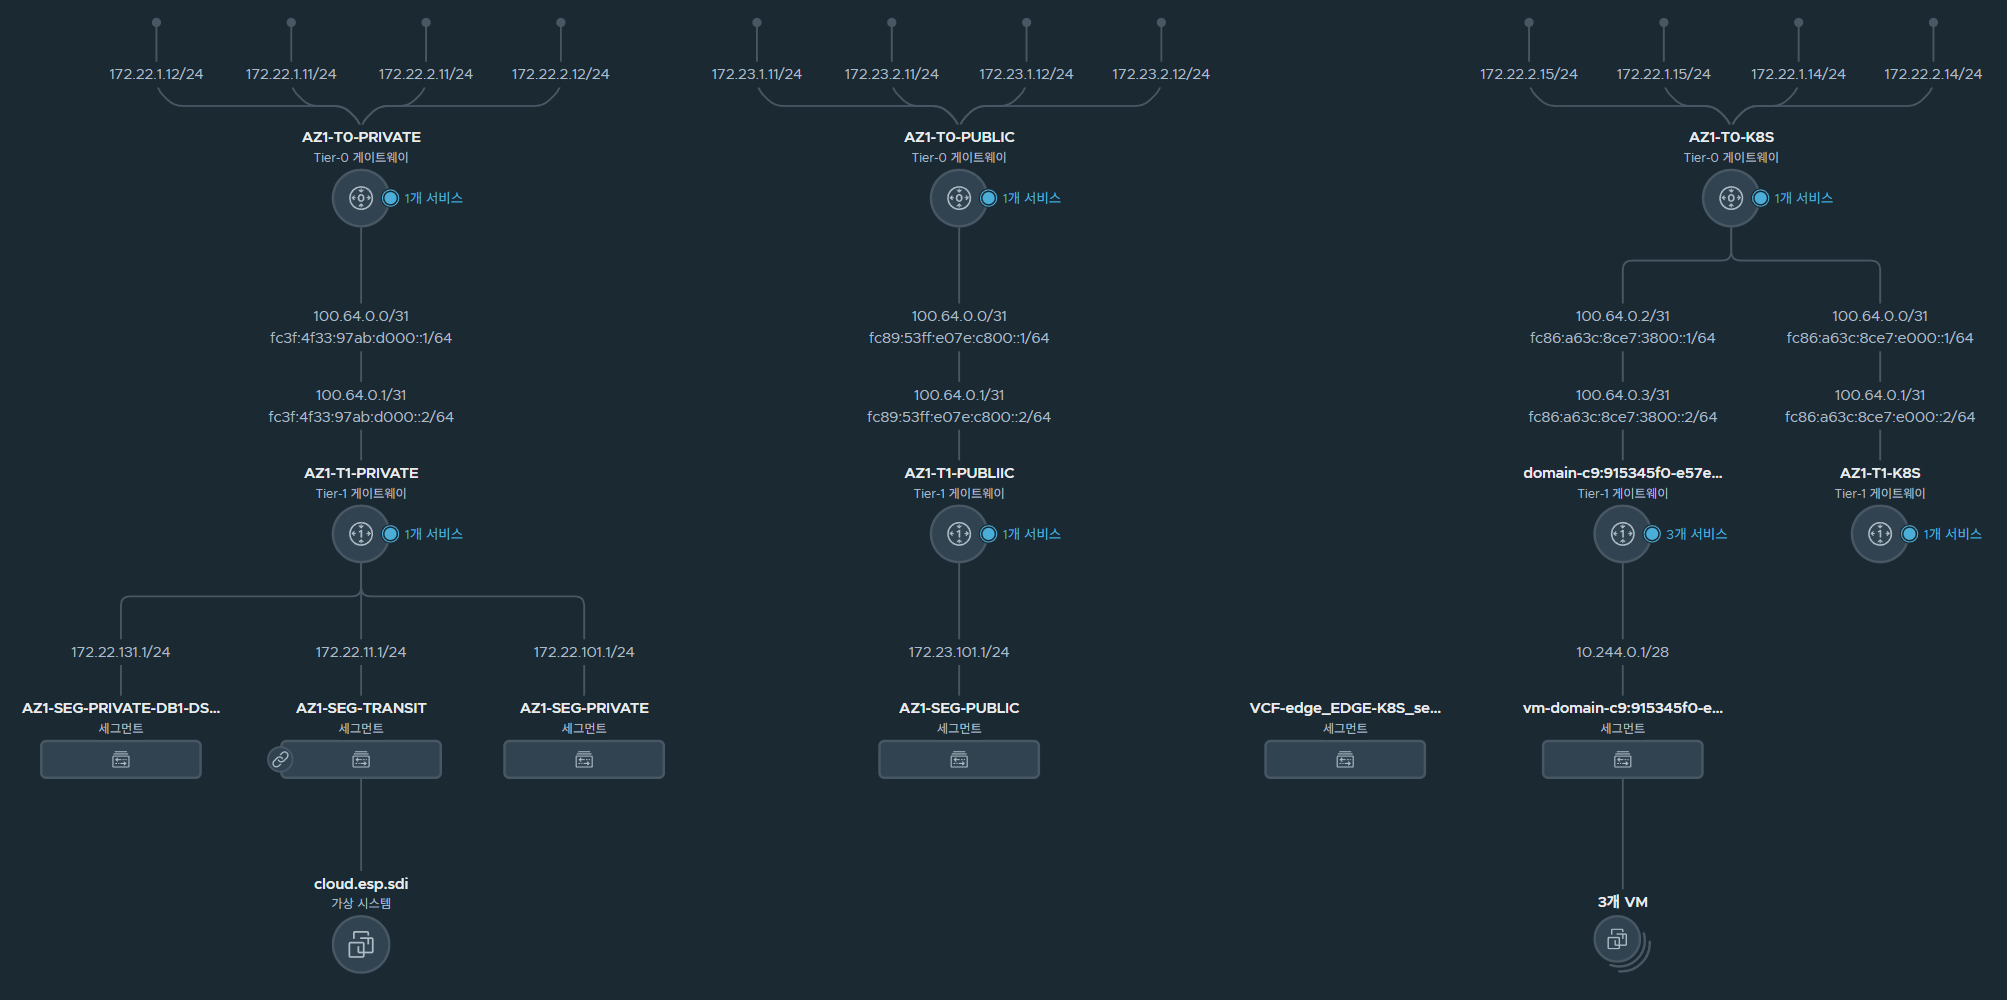 172.22.1.12/24
172.22.1.11/24
172.22.2.11/24
172.22.2.12/24
172.23.1.11/24
172.23.2.11/24
172.23.1.12/24
172.23.2.12/24
172.22.2.15/24
172.22.1.15/24
172.22.1.14/24
172.22.2.14/24
AZ1-T0-PRIVATE
Tier-0 게이트웨이
1개 서비스
AZ1-T0-PUBLIC
Tier-0 게이트웨이
1개 서비스
AZ1-T0-K8S
Tier-0 게이트웨이
1개 서비스
100.64.0.0/31
fc3f:4f33:97ab:d000::1/64
100.64.0.0/31
fc89:53ff:e07e:c800::1/64
100.64.0.2/31
fc86:a63c:8ce7:3800::1/64
100.64.0.0/31
fc86:a63c:8ce7:e000::1/64
100.64.0.1/31
fc3f:4f33:97ab:d000::2/64
100.64.0.1/31
fc89:53ff:e07e:c800::2/64
100.64.0.3/31
fc86:a63c:8ce7:3800::2/64
100.64.0.1/31
fc86:a63c:8ce7:e000::2/64
AZ1-T1-PRIVATE
Tier-1 게이트웨이
1개 서비스
AZ1-T1-PUBLIIC
Tier-1 게이트웨이
1개 서비스
domain-c9:915345f0-e57e...
Tier-1 게이트웨이
3개 서비스
AZ1-T1-K8S
Tier-1 게이트웨이
1개 서비스
172.22.131.1/24
172.22.11.1/24
172.22.101.1/24
172.23.101.1/24
10.244.0.1/28
AZ1-SEG-PRIVATE-DB1-DS...
세그먼트
AZ1-SEG-TRANSIT
세그먼트
AZ1-SEG-PRIVATE
세그먼트
AZ1-SEG-PUBLIC
세그먼트
VCF-edge_EDGE-K8S_se...
세그먼트
vm-domain-c9:915345f0-e...
세그먼트
cloud.esp.sdi
가상 시스템
3개 VM